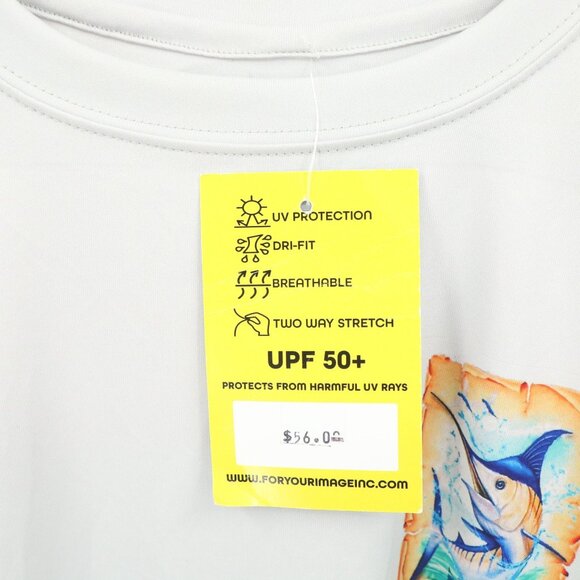 UV PROTECTION
DRI-FIT
BREATHABLE
TWO WAY STRETCH
UPF 50+
PROTECTS FROM HARMFUL UV RAYS
$56.00
WWW.FORYOURIMAGEINC.COM